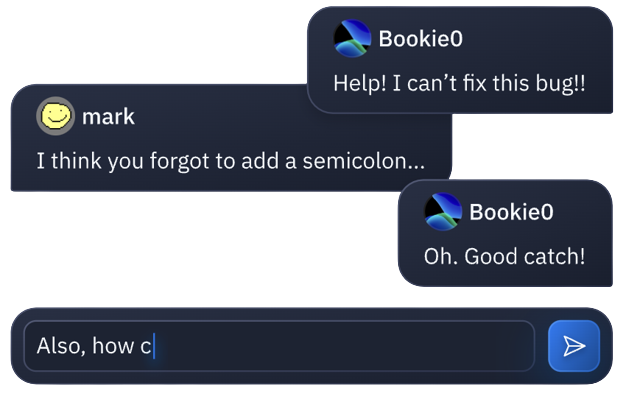 Bookie0
Help! I can’t fix this bug!!
mark
I think you forgot to add a semicolon...
Bookie0
Oh. Good catch!
Also, how c